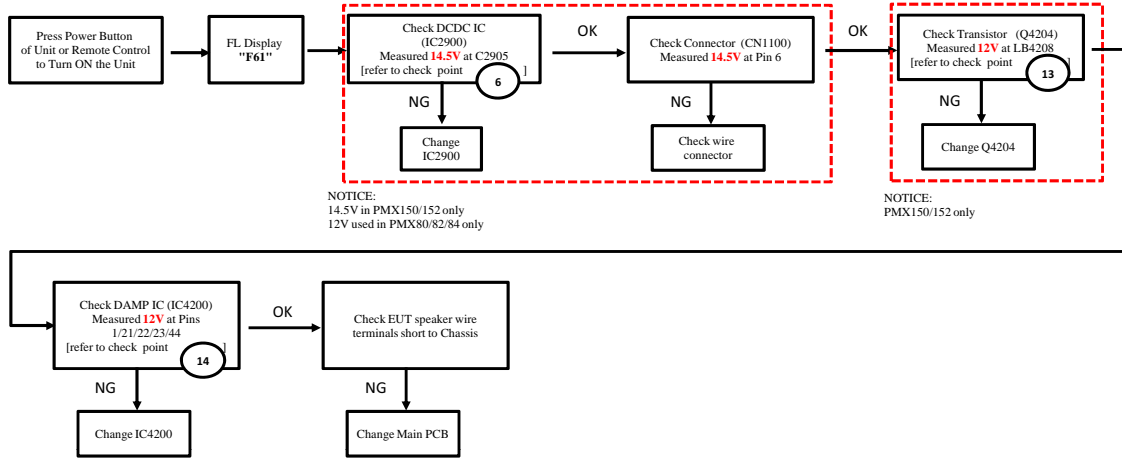 Press Power Button
of Unit or Remote Control
to Turn ON the Unit
FL Display
"F61"
Check DCDC IC
(IC2900)
Measured 14.5V at C2905
[refer to check point ]
6
NG
Change
IC2900
OK
Check Connector (CN1100)
Measured 14.5V at Pin 6
NG
Check wire
connector
OK
Check Transistor (Q4204)
Measured 12V at LB4208
[refer to check point ]
13
NG
Change Q4204
NOTICE:
14.5V in PMX150/152 only
12V used in PMX80/82/84 only
NOTICE:
PMX150/152 only
Check DAMP IC (IC4200)
Measured 12V at Pins
1/21/22/23/44
[refer to check point ]
14
NG
Change IC4200
OK
Check EUT speaker wire
terminals short to Chassis
NG
Change Main PCB